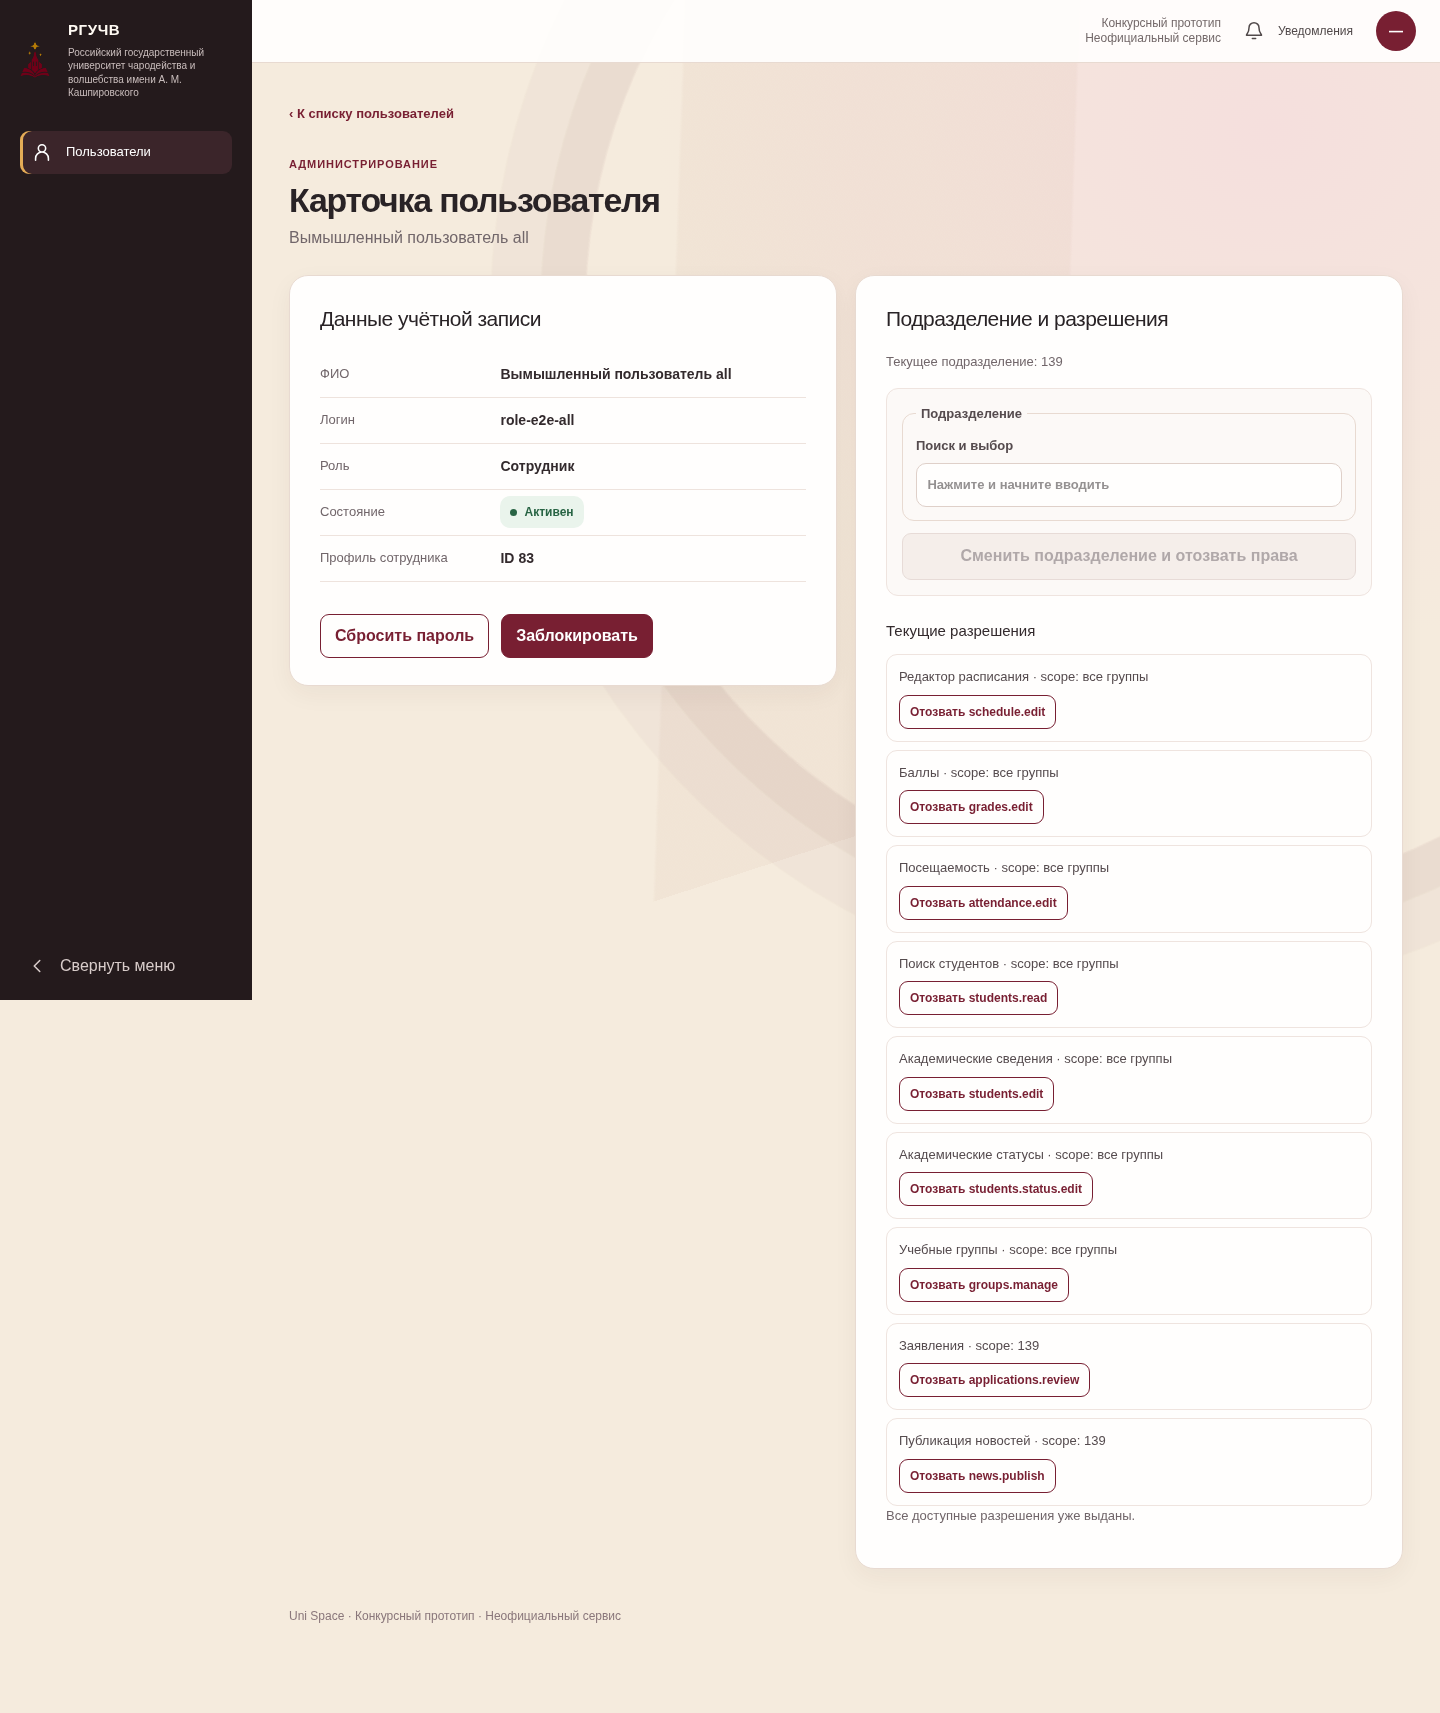 РГУЧВ
Российский государственный
университет чародейства и
волшебства имени А. М.
Кашпировского
Пользователи
Свернуть меню
Конкурсный прототип
Неофициальный сервис
Уведомления
‹ К списку пользователей
АДМИНИСТРИРОВАНИЕ
Карточка пользователя
Вымышленный пользователь all
Данные учётной записи
ФИО Вымышленный пользователь all
Логин role-e2e-all
Роль Сотрудник
Состояние Активен
Профиль сотрудника ID 83
Сбросить пароль Заблокировать
Подразделение и разрешения
Текущее подразделение: 139
Подразделение
Поиск и выбор
Нажмите и начните вводить
Сменить подразделение и отозвать права
Текущие разрешения
Редактор расписания · scope: все группы
Отозвать schedule.edit
Баллы · scope: все группы
Отозвать grades.edit
Посещаемость · scope: все группы
Отозвать attendance.edit
Поиск студентов · scope: все группы
Отозвать students.read
Академические сведения · scope: все группы
Отозвать students.edit
Академические статусы · scope: все группы
Отозвать students.status.edit
Учебные группы · scope: все группы
Отозвать groups.manage
Заявления · scope: 139
Отозвать applications.review
Публикация новостей · scope: 139
Отозвать news.publish
Все доступные разрешения уже выданы.
Uni Space · Конкурсный прототип · Неофициальный сервис